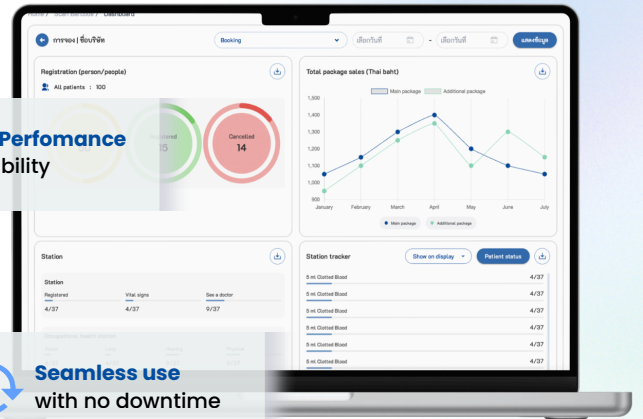 Home / Scan Barcode / Dashboard
การจอง | ชื่อบริษัท
Booking
เลือกวันที่ - เลือกวันที่
แสดงข้อมูล
Registration (person/people)
All patients : 100
Registered
15
Cancelled
14
Perfomance
bility
Total package sales (Thai baht)
Main package Additional package
1,500
1,400
1,300
1,200
1,100
1,000
900
January February March April May June July
Main package Additional package
Station
Station
Registered Vital signs See a doctor
4/37 4/37 9/37
Station tracker
Show on display
Patient status
5 ml Clotted Blood 4/37
5 ml Clotted Blood 4/37
5 ml Clotted Blood 4/37
5 ml Clotted Blood 4/37
5 ml Clotted Blood 4/37
5 ml Clotted Blood 4/37
Seamless use
with no downtime